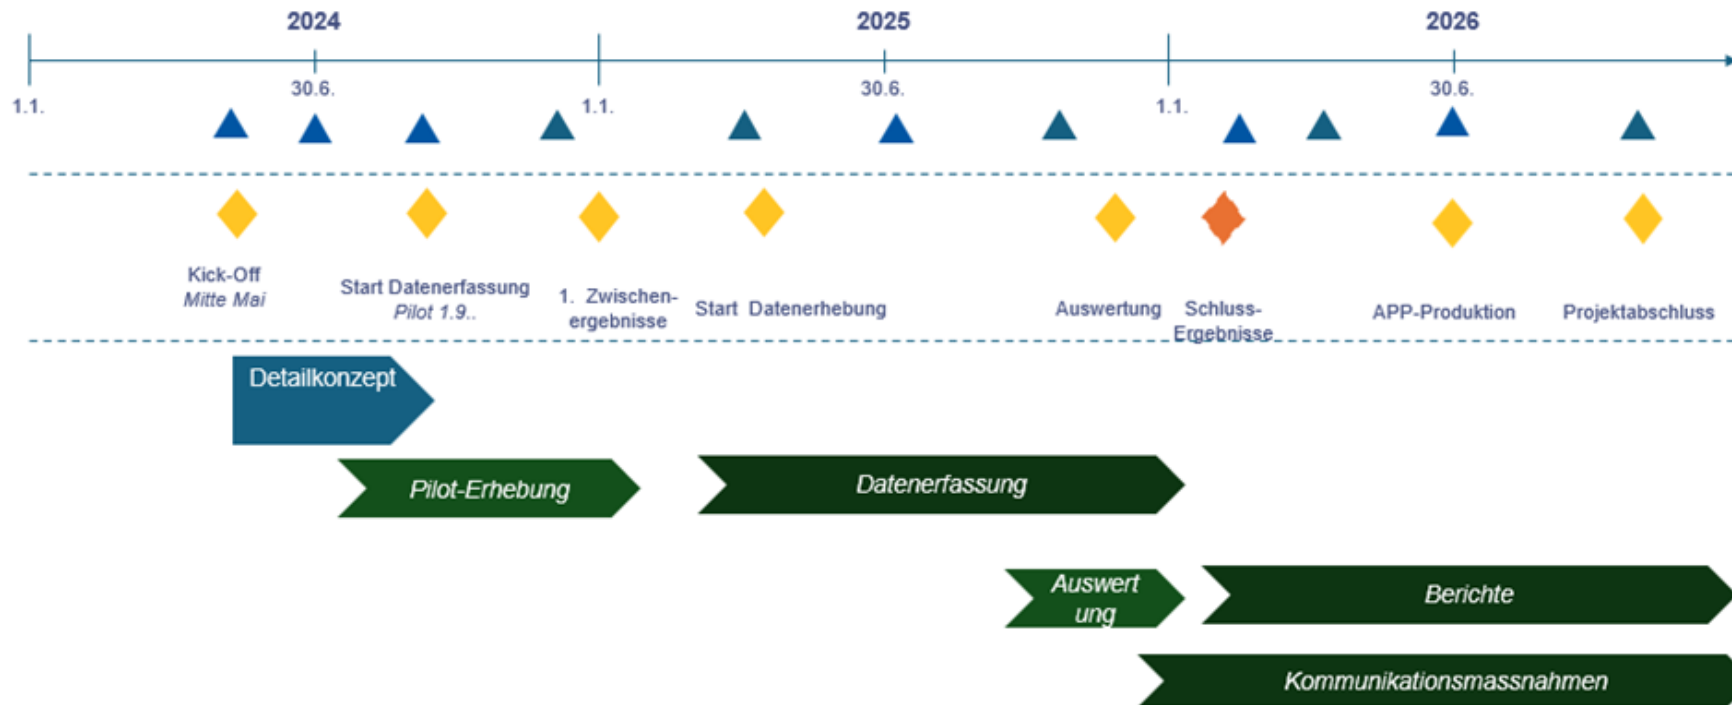 2024
2025
2026
30.6.
30.6.
30.6.
1.1.
1.1.
1.1.
Kick-Off
Mitte Mai
Start Datenerfassung
Pilot 1.9..
1. Zwischen-
ergebnisse
Start Datenerhebung
Auswertung
Schluss-
Ergebnisse
APP-Produktion
Projektabschluss
Detailkonzept
Pilot-Erhebung
Datenerfassung
Auswert
ung
Berichte
Kommunikationsmassnahmen